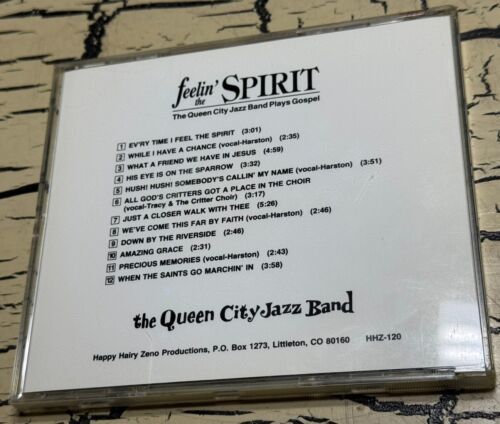 feelin' the SPIRIT
The Queen City Jazz Band Plays Gospel
1 EV'RY TIME I FEEL THE SPIRIT (3:01)
2 WHILE I HAVE A CHANCE (vocal-Harston) (2:35)
3 WHAT A FRIEND WE HAVE IN JESUS (4:59)
4 HIS EYE IS ON THE SPARROW (3:32)
5 HUSH! HUSH! SOMEBODY'S CALLIN' MY NAME (vocal-Harston) (3:51)
6 ALL GOD'S CRITTERS GOT A PLACE IN THE CHOIR
(vocal-Tracy & The Critter Choir) (3:17)
7 JUST A CLOSER WALK WITH THEE (5:26)
8 WE'VE COME THIS FAR BY FAITH (vocal-Harston) (2:46)
9 DOWN BY THE RIVERSIDE (2:46)
10 AMAZING GRACE (2:31)
11 PRECIOUS MEMORIES (vocal-Harston) (2:43)
12 WHEN THE SAINTS GO MARCHIN' IN (3:58)
the Queen City Jazz Band
Happy Hairy Zeno Productions, P.O. Box 1273, Littleton, CO 80160 HHZ-120